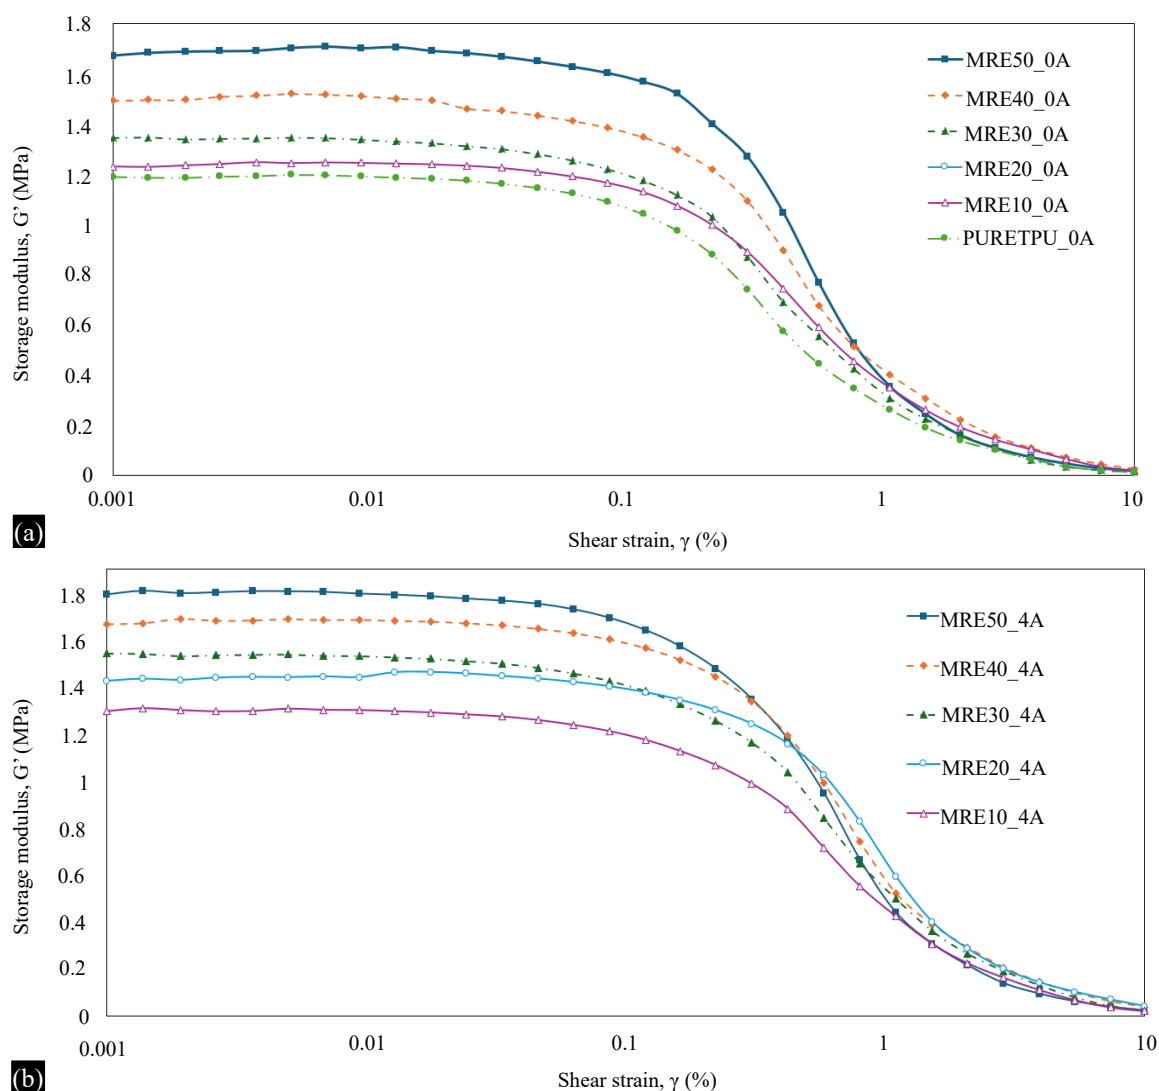 1.8
1.6
1.4
1.2
1
0.8
0.6
0.4
0.2
0
Storage modulus, G’ (MPa)
MRE50_0A
MRE40_0A
MRE30_0A
MRE20_0A
MRE10_0A
PURETPU_0A
0.001 0.01 0.1 1 10
Shear strain, γ (%)
(a)
1.8
1.6
1.4
1.2
1
0.8
0.6
0.4
0.2
0
Storage modulus, G’ (MPa)
MRE50_4A
MRE40_4A
MRE30_4A
MRE20_4A
MRE10_4A
0.001 0.01 0.1 1 10
Shear strain, γ (%)
(b)